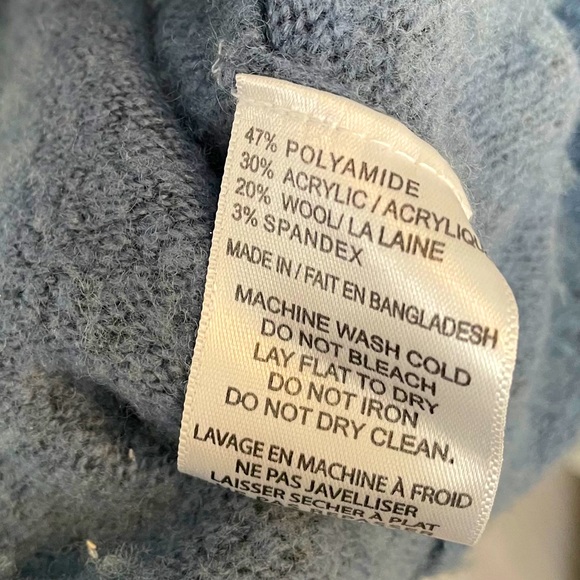 47% POLYAMIDE
30% ACRYLIC / ACRYLIQU
20% WOOL/ LA LAINE
3% SPANDEX
MADE IN / FAIT EN BANGLADESH
MACHINE WASH COLD
DO NOT BLEACH
LAY FLAT TO DRY
DO NOT IRON
DO NOT DRY CLEAN.
LAVAGE EN MACHINE À FROID
NE PAS JAVELLISER
LAISSER SECHER À PLAT